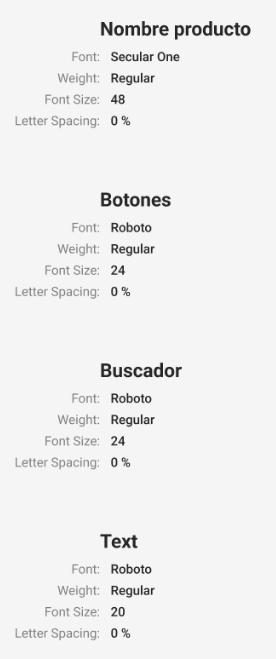 Nombre producto
Font: Secular One
Weight: Regular
Font Size: 48
Letter Spacing: 0 %
Botones
Font: Roboto
Weight: Regular
Font Size: 24
Letter Spacing: 0 %
Buscador
Font: Roboto
Weight: Regular
Font Size: 24
Letter Spacing: 0 %
Text
Font: Roboto
Weight: Regular
Font Size: 20
Letter Spacing: 0 %